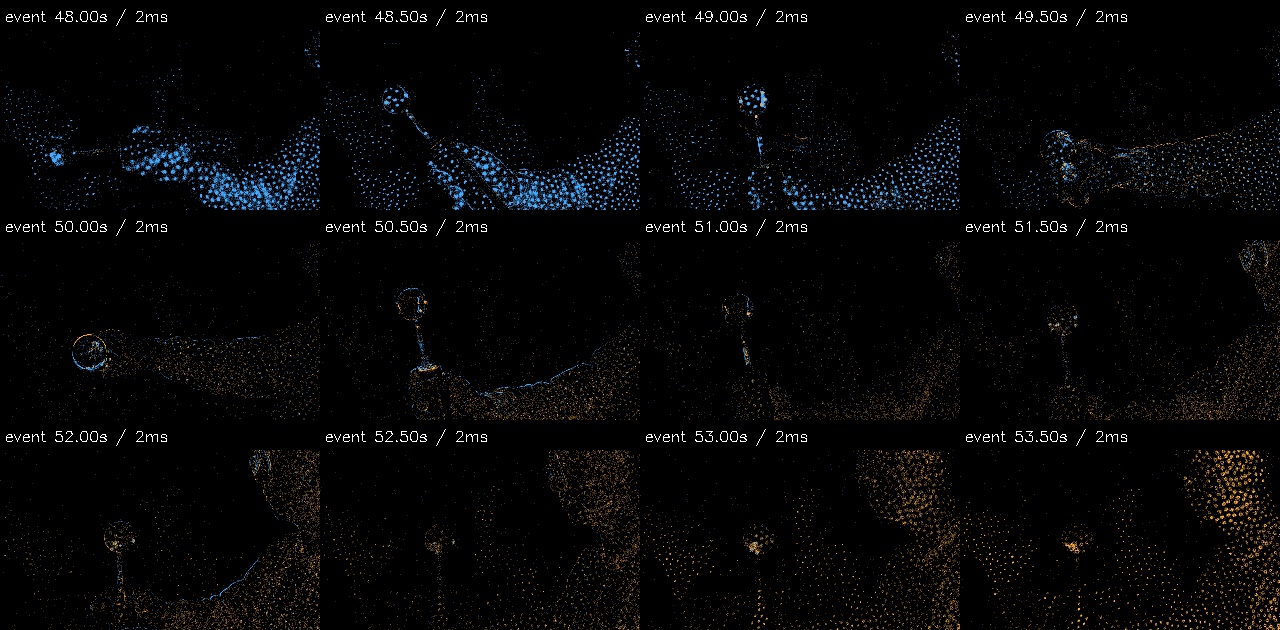 event 48.00s / 2ms
event 48.50s / 2ms
event 49.00s / 2ms
event 49.50s / 2ms
event 50.00s / 2ms
event 50.50s / 2ms
event 51.00s / 2ms
event 51.50s / 2ms
event 52.00s / 2ms
event 52.50s / 2ms
event 53.00s / 2ms
event 53.50s / 2ms